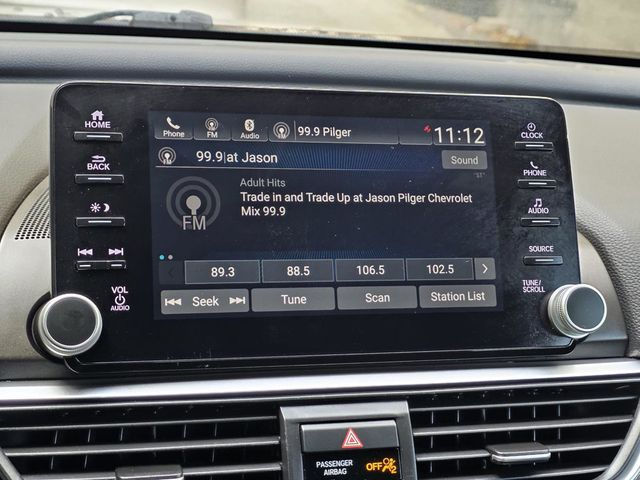 HOME
BACK
VOL
AUDIO
Phone
FM
Audio
99.9 Pilger
11:12
99.9|at Jason
Sound
"ST"
FM
Adult Hits
Trade in and Trade Up at Jason Pilger Chevrolet
Mix 99.9
89.3 88.5 106.5 102.5
Seek Tune Scan Station List
CLOCK
PHONE
AUDIO
SOURCE
TUNE/
SCROLL
PASSENGER
AIRBAG
OFF